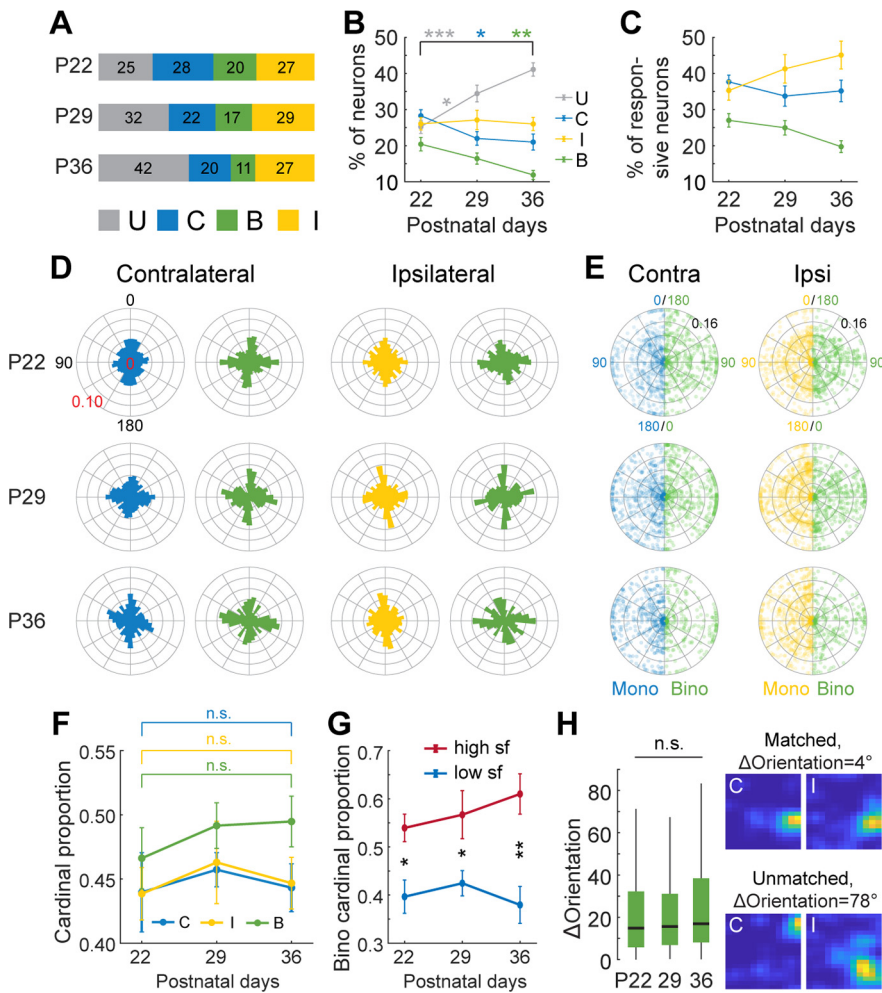 A
P22
25 28 20 27
P29
32 22 17 29
P36
42 20 11 27
U C B I
B
*** * **
*
% of neurons
50
40
30
20
10
22 29 36
Postnatal days
U
C
I
B
C
% of respon-
sive neurons
50
40
30
20
10
22 29 36
Postnatal days
D
Contralateral Ipsilateral
0
P22 90 0
0.10
180
P29
P36
E
Contra Ipsi
0/180 0/180
0.16 0.16
90 90 90 90
180/0 180/0
Mono Bino Mono Bino
F
n.s.
n.s.
n.s.
Cardinal proportion
0.55
0.50
0.45
0.40
C I B
22 29 36
Postnatal days
G
high sf
low sf
Bino cardinal proportion
0.7
0.6
0.5
0.4
0.3
* * **
22 29 36
Postnatal days
H
n.s.
ΔOrientation
80
60
40
20
0
P22 29 36
Matched,
ΔOrientation=4°
C I
Unmatched,
ΔOrientation=78°
C I